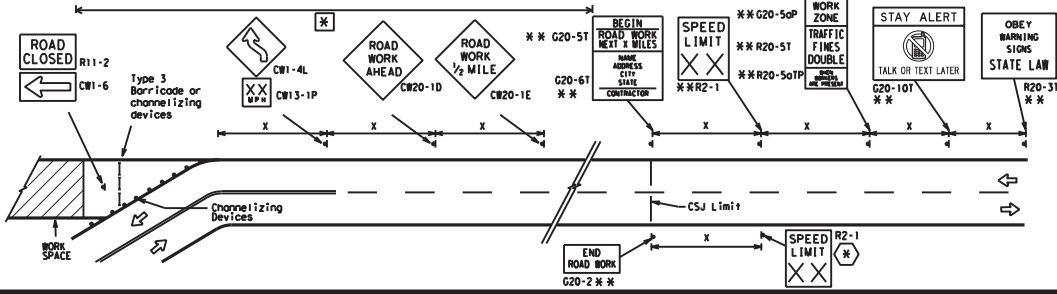 ROAD
CLOSED
R11-2
CW1-6
Type 3
Barricade or
channelizing
devices
CW1-4L
XX
MPH
CW13-1P
*
ROAD
WORK
AHEAD
CW20-1D
ROAD
WORK
1/2 MILE
CW20-1E
* * G20-5T
G20-6T
* *
BEGIN
ROAD WORK
NEXT X MILES
NAME
ADDRESS
CITY
STATE
CONTRACTOR
SPEED
LIMIT
X X
* * R2-1
* * G20-5aP
* * R20-5T
* * R20-5aTP
WORK
ZONE
TRAFFIC
FINES
DOUBLE
WHEN
WORKERS
ARE PRESENT
STAY ALERT
TALK OR TEXT LATER
G20-10T
* *
OBEY
WARNING
SIGNS
STATE LAW
R20-3T
* *
X
X
X
X
X
X
X
Channelizing
Devices
CSJ Limit
WORK
SPACE
END
ROAD WORK
G20-2 * *
X
SPEED
LIMIT
X X
R2-1
*